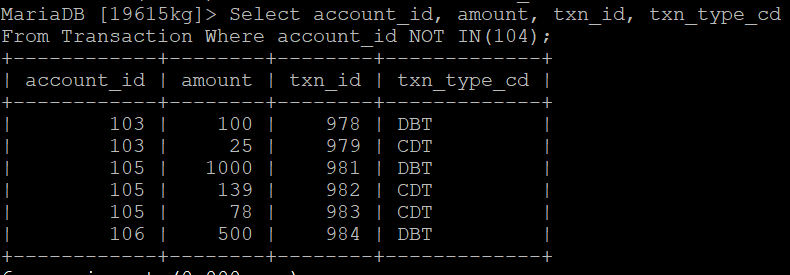 MariaDB [19615kg]> Select account_id, amount, txn_id, txn_type_cd
From Transaction Where account_id NOT IN(104);
+------------+--------+--------+-------------+
| account_id | amount | txn_id | txn_type_cd |
+------------+--------+--------+-------------+
|        103 |    100 |    978 | DBT         |
|        103 |     25 |    979 | CDT         |
|        105 |   1000 |    981 | DBT         |
|        105 |    139 |    982 | CDT         |
|        105 |     78 |    983 | CDT         |
|        106 |    500 |    984 | DBT         |
+------------+--------+--------+-------------+